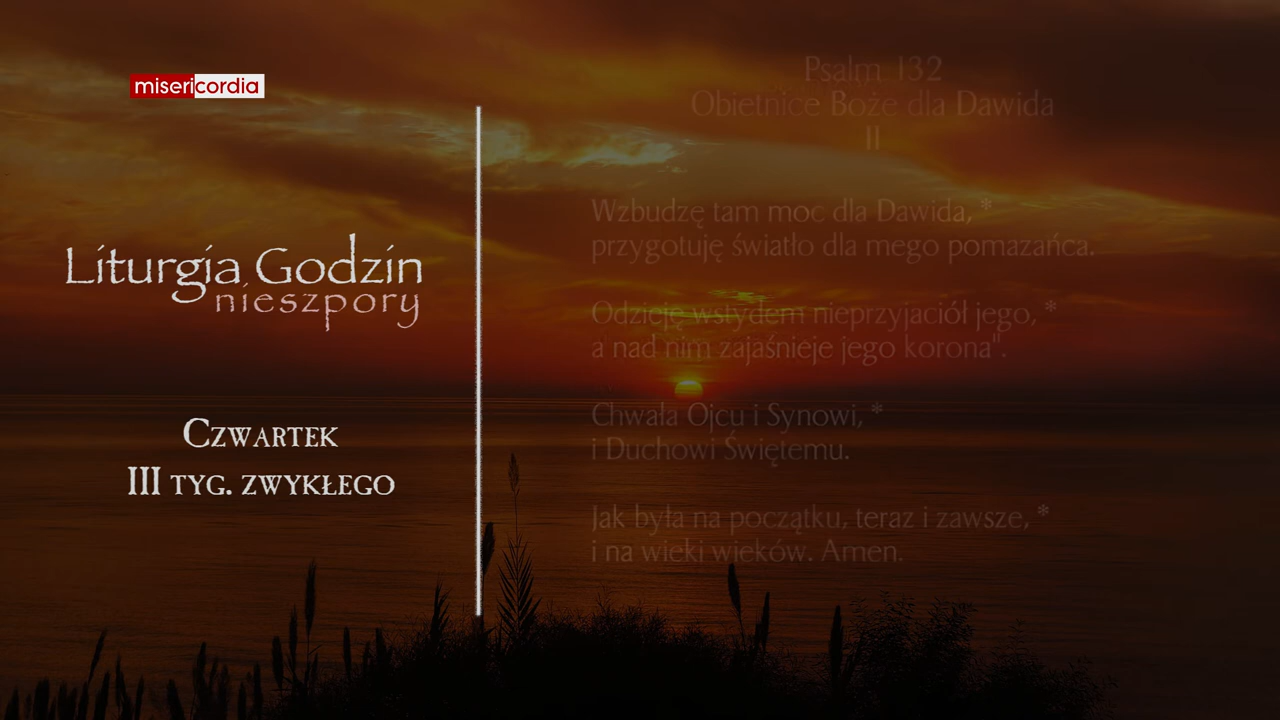 misericordia
Liturgia Godzin
nieszpory
Czwartek
III tyg. zwykłego
Psalm 132
Obietnice Boże dla Dawida
II
Wzbudzę tam moc dla Dawida, *
przygotuję światło dla mego pomazańca.
Odzieję wstydem nieprzyjaciół jego, *
a nad nim zajaśnieje jego korona".
Chwała Ojcu i Synowi, *
i Duchowi Świętemu.
Jak była na początku, teraz i zawsze, *
i na wieki wieków. Amen.